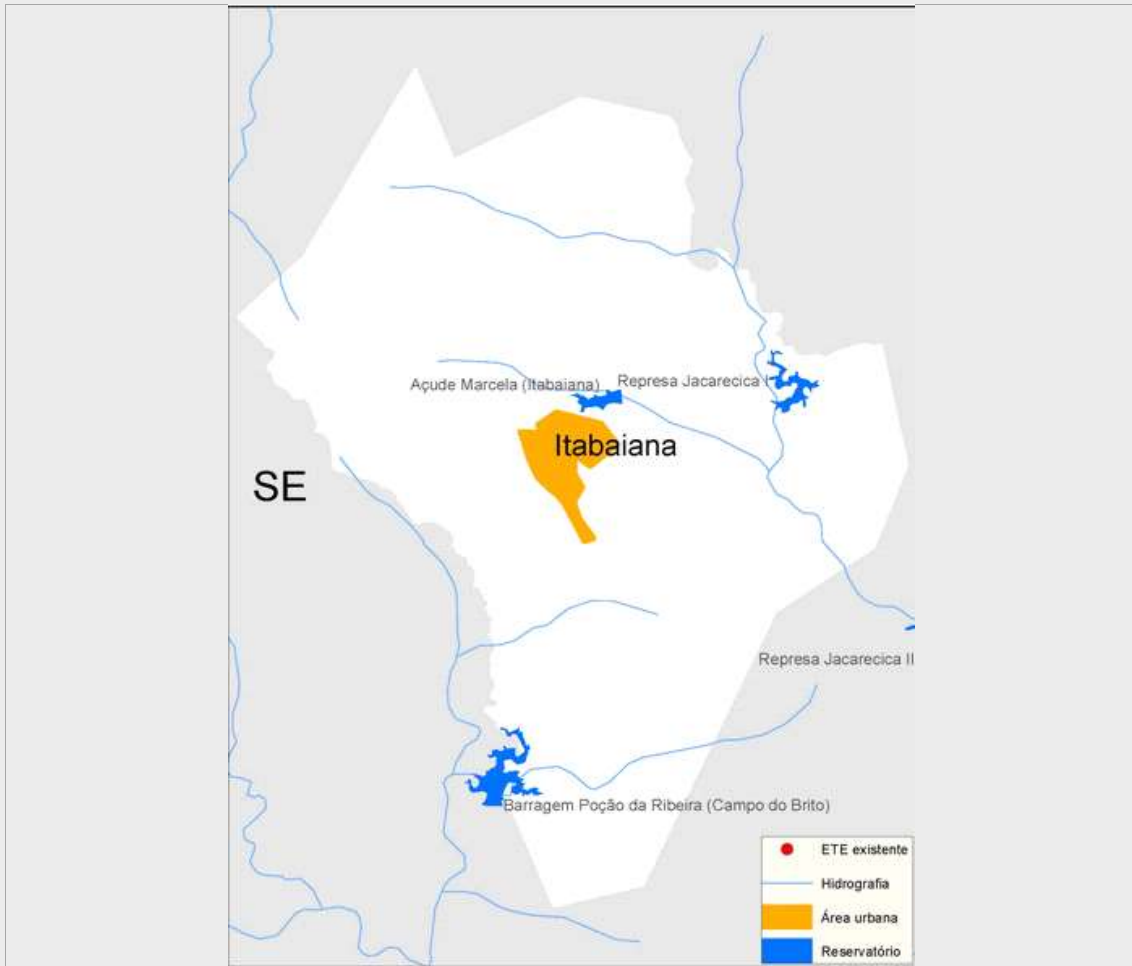 Açude Marcela (Itabaiana)
Represa Jacarecica I
Itabaiana
SE
Represa Jacarecica II
Barragem Poção da Ribeira (Campo do Brito)
ETE existente
Hidrografia
Área urbana
Reservatório